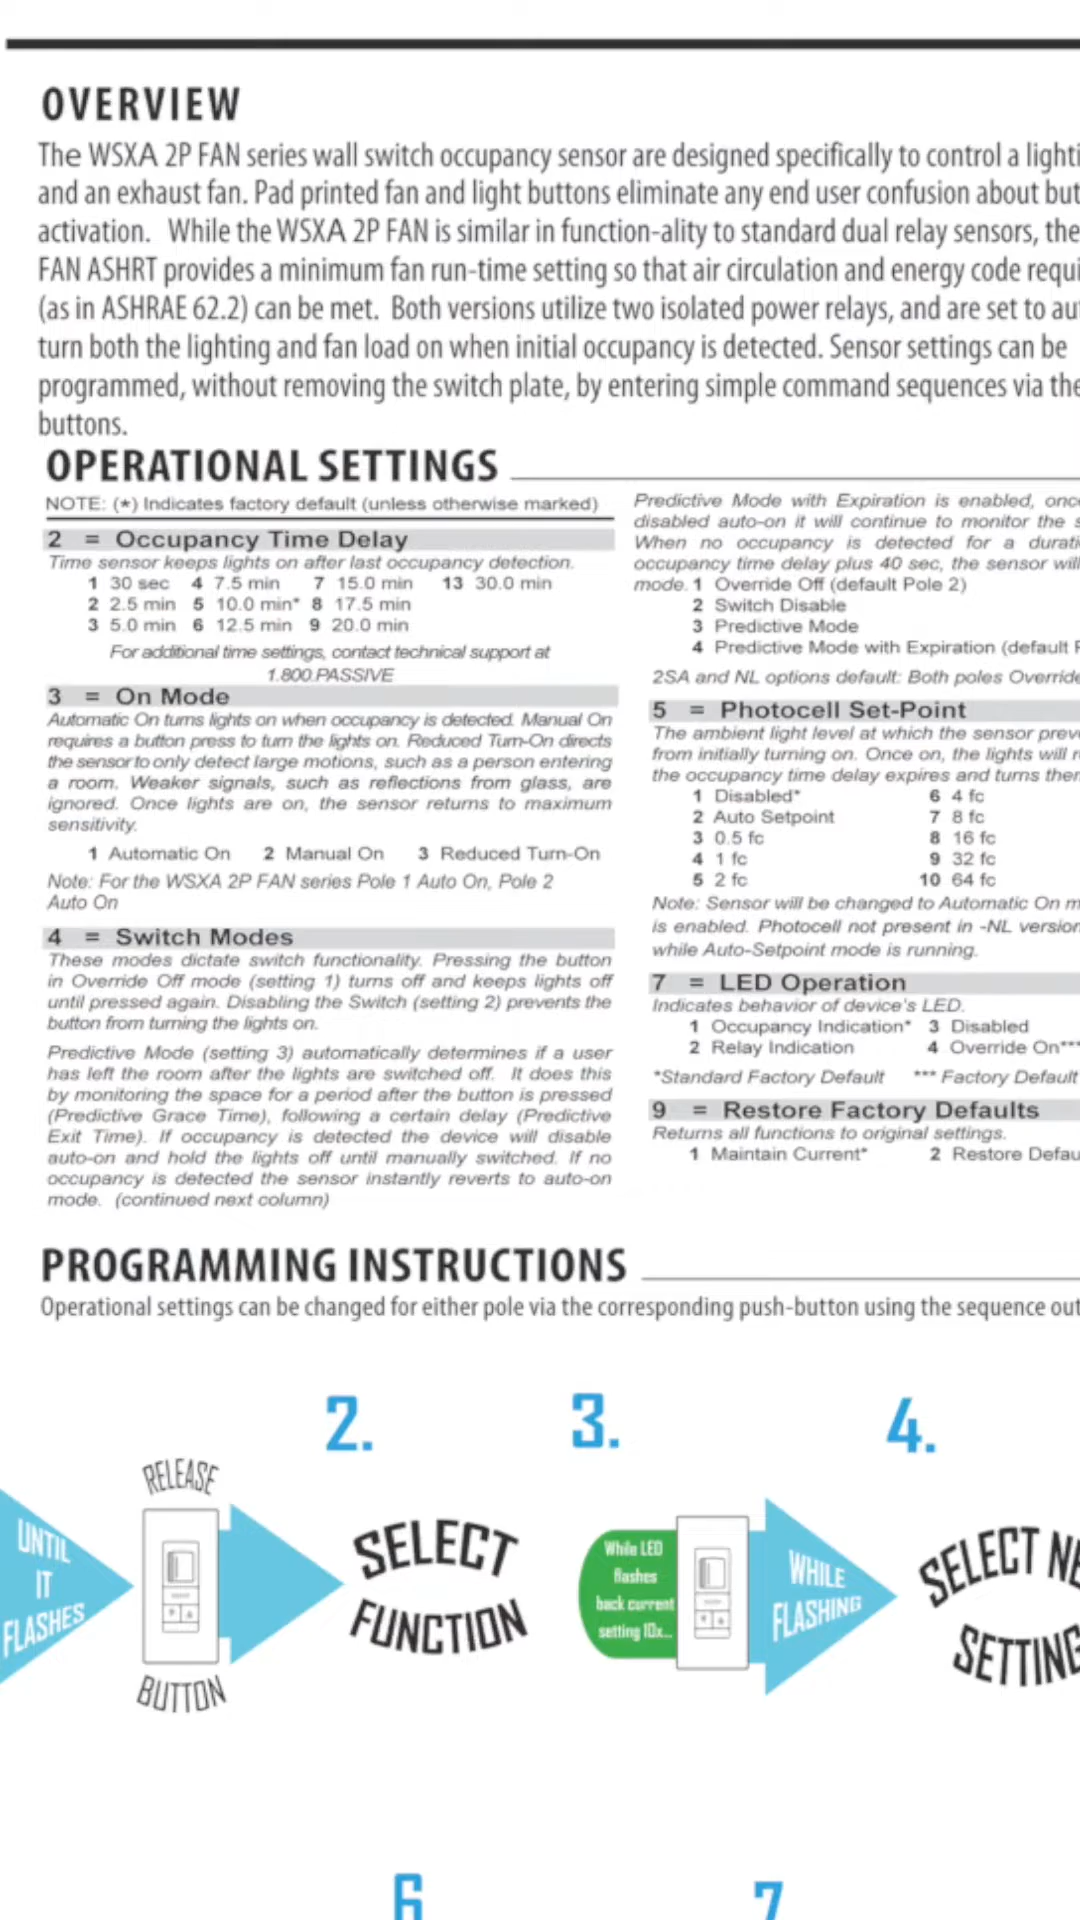 OVERVIEW
The WSXA 2P FAN series wall switch occupancy sensor are designed specifically to control a lighti
and an exhaust fan. Pad printed fan and light buttons eliminate any end user confusion about but
activation. While the WSXA 2P FAN is similar in function-ality to standard dual relay sensors, the
FAN ASHRT provides a minimum fan run-time setting so that air circulation and energy code requi
(as in ASHRAE 62.2) can be met. Both versions utilize two isolated power relays, and are set to au
turn both the lighting and fan load on when initial occupancy is detected. Sensor settings can be
programmed, without removing the switch plate, by entering simple command sequences via the
buttons.
OPERATIONAL SETTINGS
NOTE: (*) Indicates factory default (unless otherwise marked)
2 = Occupancy Time Delay
Time sensor keeps lights on after last occupancy detection.
1 30 sec 4 7.5 min 7 15.0 min 13 30.0 min
2 2.5 min 5 10.0 min* 8 17.5 min
3 5.0 min 6 12.5 min 9 20.0 min
For additional time settings, contact technical support at
1.800.PASSIVE
3 = On Mode
Automatic On turns lights on when occupancy is detected. Manual On
requires a button press to turn the lights on. Reduced Turn-On directs
the sensor to only detect large motions, such as a person entering
a room. Weaker signals, such as reflections from glass, are
ignored. Once lights are on, the sensor returns to maximum
sensitivity.
1 Automatic On 2 Manual On 3 Reduced Turn-On
Note: For the WSXA 2P FAN series Pole 1 Auto On, Pole 2
Auto On
4 = Switch Modes
These modes dictate switch functionality. Pressing the button
in Override Off mode (setting 1) turns off and keeps lights off
until pressed again. Disabling the Switch (setting 2) prevents the
button from turning the lights on.
Predictive Mode (setting 3) automatically determines if a user
has left the room after the lights are switched off. It does this
by monitoring the space for a period after the button is pressed
(Predictive Grace Time), following a certain delay (Predictive
Exit Time). If occupancy is detected the device will disable
auto-on and hold the lights off until manually switched. If no
occupancy is detected the sensor instantly reverts to auto-on
mode. (continued next column)
Predictive Mode with Expiration is enabled, onc
disabled auto-on it will continue to monitor the s
When no occupancy is detected for a durati
occupancy time delay plus 40 sec, the sensor will
mode. 1 Override Off (default Pole 2)
2 Switch Disable
3 Predictive Mode
4 Predictive Mode with Expiration (default P
2SA and NL options default: Both poles Override
5 = Photocell Set-Point
The ambient light level at which the sensor preve
from initially turning on. Once on, the lights will r
the occupancy time delay expires and turns them
1 Disabled* 6 4 fc
2 Auto Setpoint 7 8 fc
3 0.5 fc 8 16 fc
4 1 fc 9 32 fc
5 2 fc 10 64 fc
Note: Sensor will be changed to Automatic On m
is enabled. Photocell not present in -NL version
while Auto-Setpoint mode is running.
7 = LED Operation
Indicates behavior of device's LED.
1 Occupancy Indication* 3 Disabled
2 Relay Indication 4 Override On***
*Standard Factory Default *** Factory Default
9 = Restore Factory Defaults
Returns all functions to original settings.
1 Maintain Current* 2 Restore Defau
PROGRAMMING INSTRUCTIONS
Operational settings can be changed for either pole via the corresponding push-button using the sequence out
2. 3. 4.
UNTIL
IT
FLASHES
RELEASE
BUTTON
SELECT
FUNCTION
While LED
flashes
back current
setting 10x...
WHILE
FLASHING
SELECT NE
SETTING
6 7